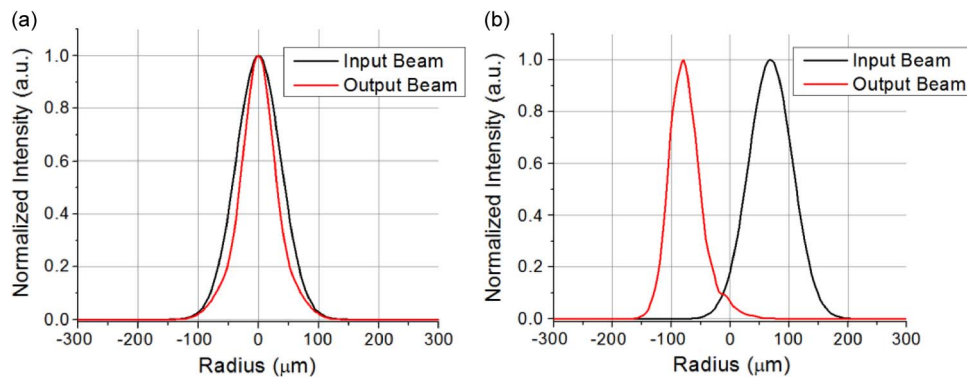 (a)
Normalized Intensity (a.u.)
1.0
0.8
0.6
0.4
0.2
0.0
-300 -200 -100 0 100 200 300
Radius (μm)
Input Beam
Output Beam
(b)
Normalized Intensity (a.u.)
1.0
0.8
0.6
0.4
0.2
0.0
-300 -200 -100 0 100 200 300
Radius (μm)
Input Beam
Output Beam